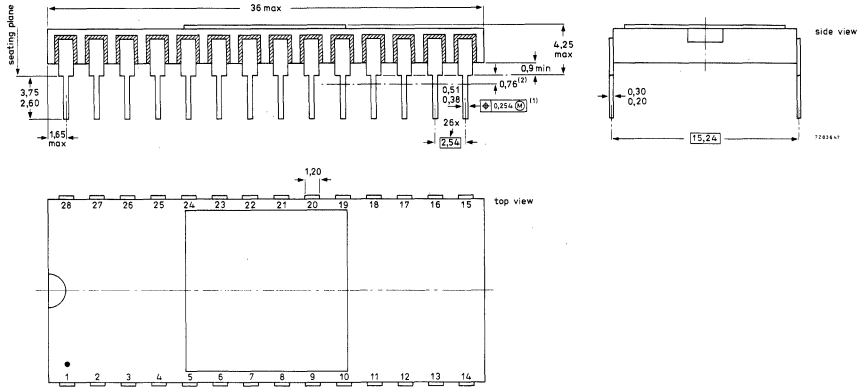 36 max
seating plane
side view
4,25
max
0,9 min
0,76(2)
3,75
2,60
0,51
0,38
0,254 M (1)
0,30
0,20
1,65
max
26x
2,54
15,24
7283647
1,20
top view
28 27 26 25 24 23 22 21 20 19 18 17 16 15
1 2 3 4 5 6 7 8 9 10 11 12 13 14